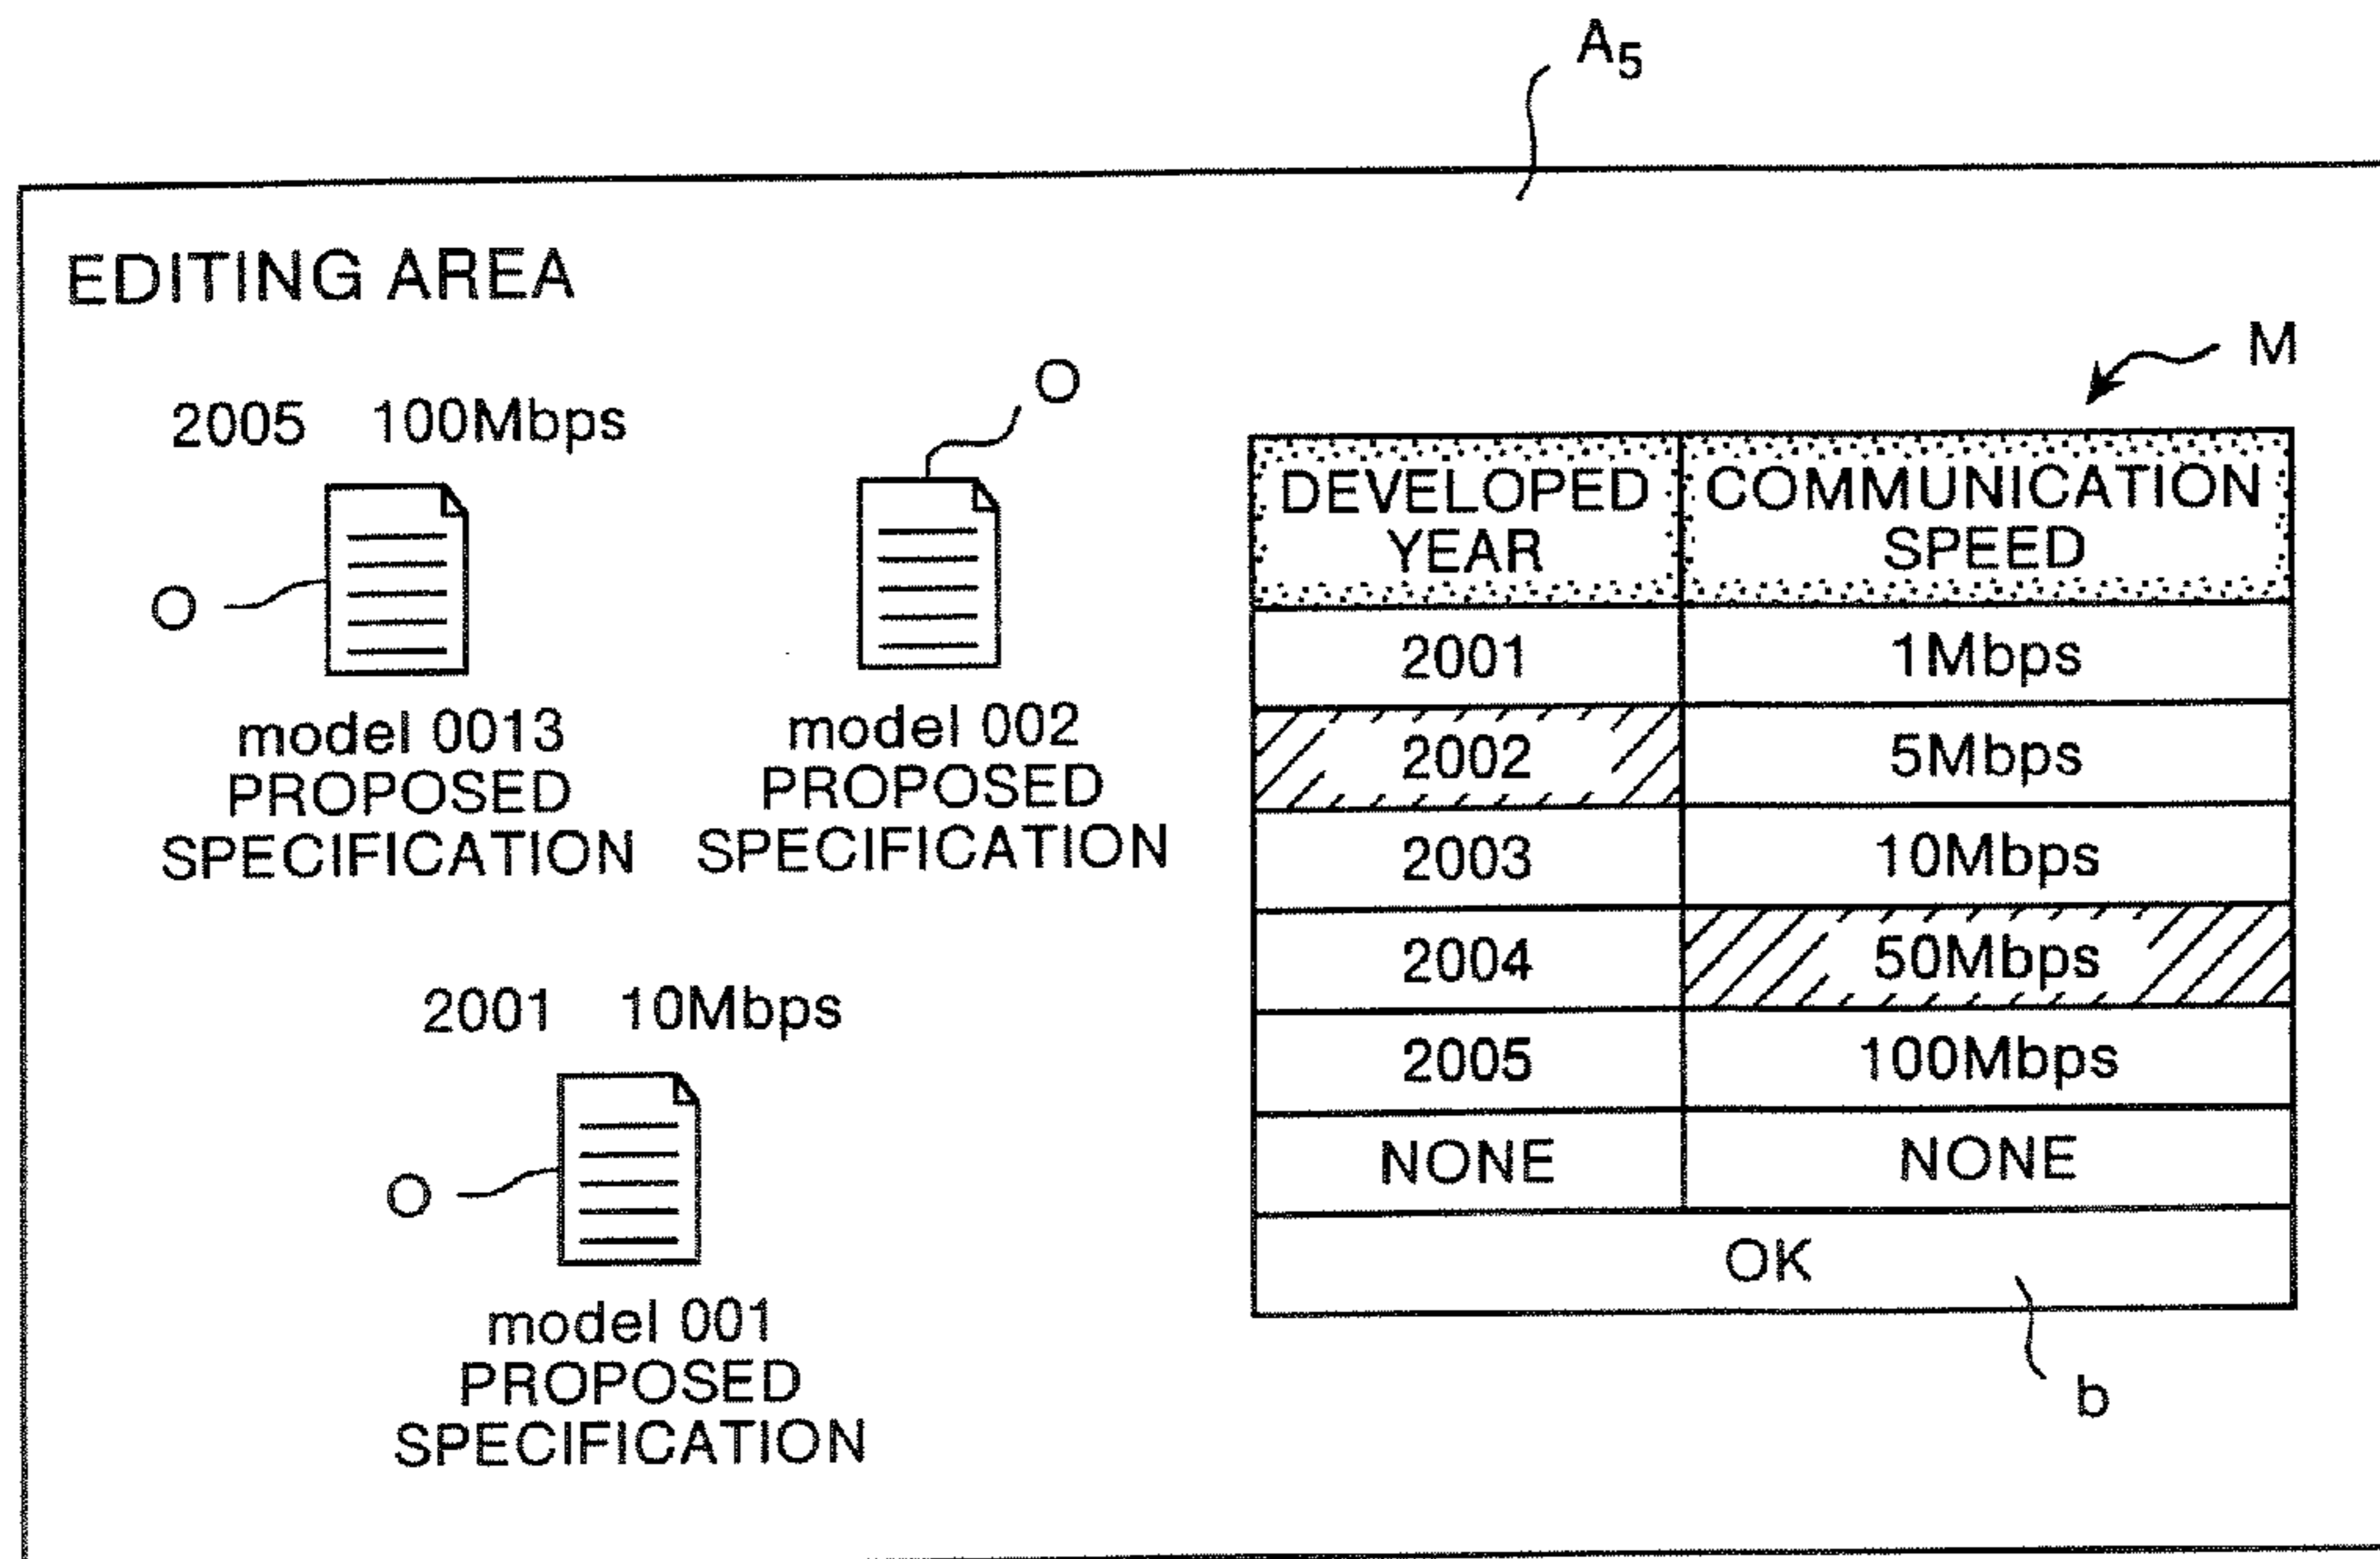 A5
EDITING AREA
M
2005 100Mbps
O
O
model 0013
PROPOSED
SPECIFICATION
model 002
PROPOSED
SPECIFICATION
2001 10Mbps
O
model 001
PROPOSED
SPECIFICATION
DEVELOPED
YEAR
COMMUNICATION
SPEED
2001 1Mbps
2002 5Mbps
2003 10Mbps
2004 50Mbps
2005 100Mbps
NONE NONE
OK
b